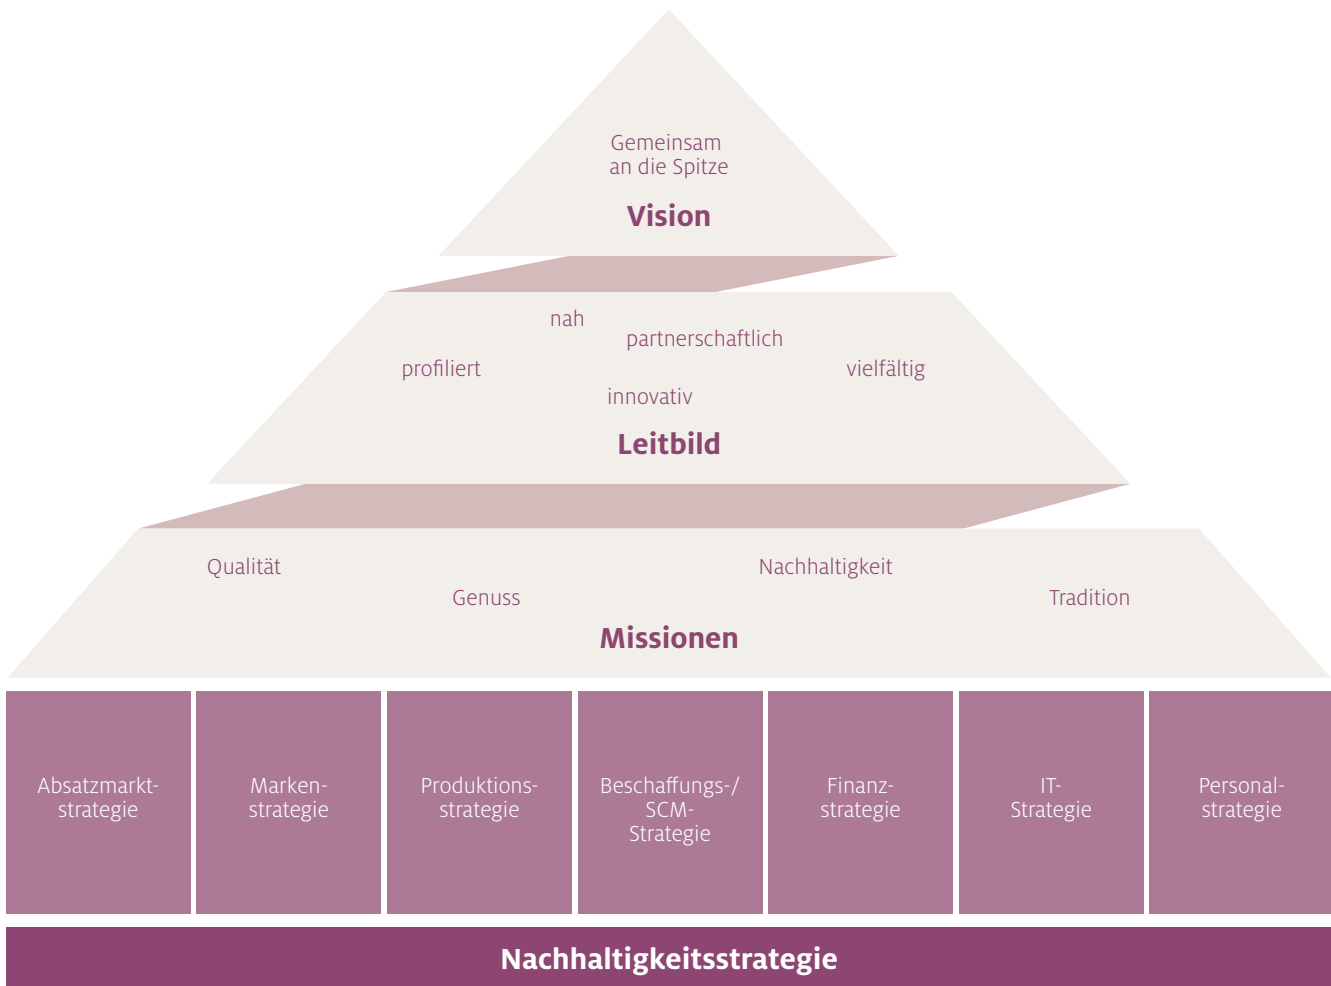 Gemeinsam
an die Spitze
Vision
nah
partnerschaftlich
profiliert
vielfältig
innovativ
Leitbild
Qualität
Nachhaltigkeit
Genuss
Tradition
Missionen
Absatzmarkt-
strategie
Marken-
strategie
Produktions-
strategie
Beschaffungs-/
SCM-
Strategie
Finanz-
strategie
IT-
Strategie
Personal-
strategie
Nachhaltigkeitsstrategie